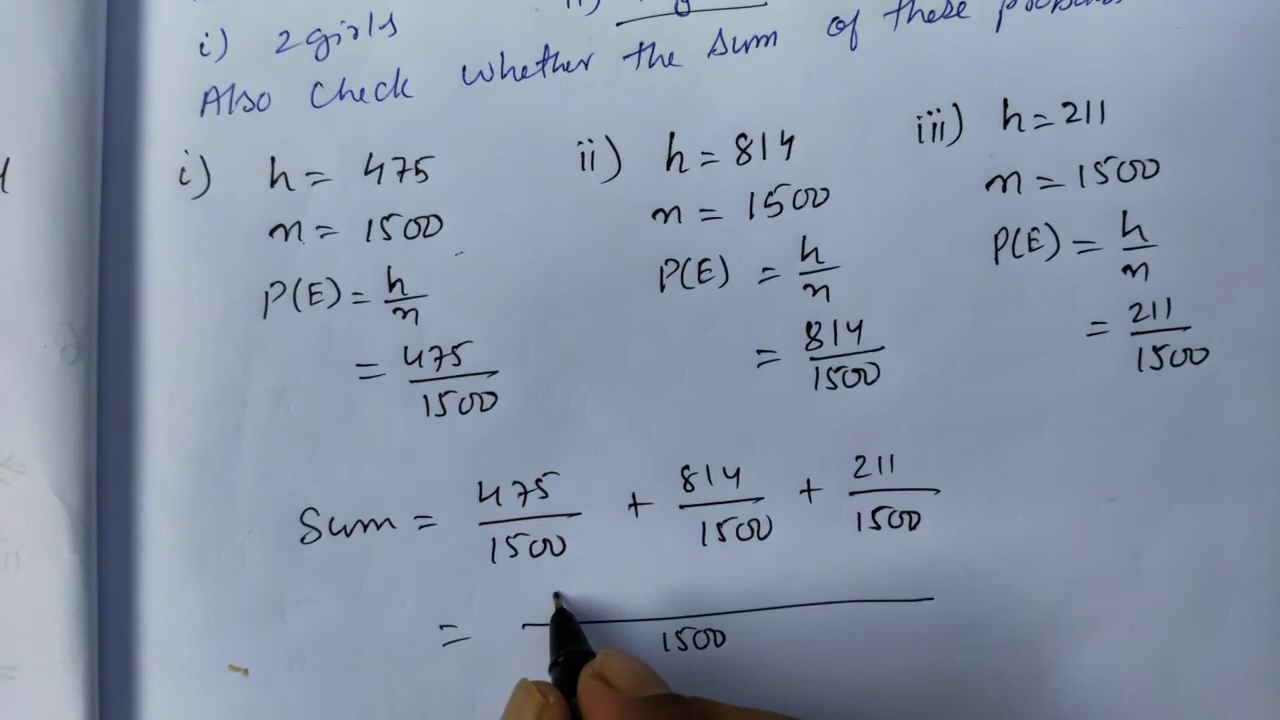 i) 2 girls
Also Check whether the sum of these
i) h = 475
n = 1500
P(E) = h/n
= 475/1500
ii) h = 814
n = 1500
P(E) = h/n
= 814/1500
iii) h = 211
n = 1500
P(E) = h/n
= 211/1500
Sum = 475/1500 + 814/1500 + 211/1500
= /1500